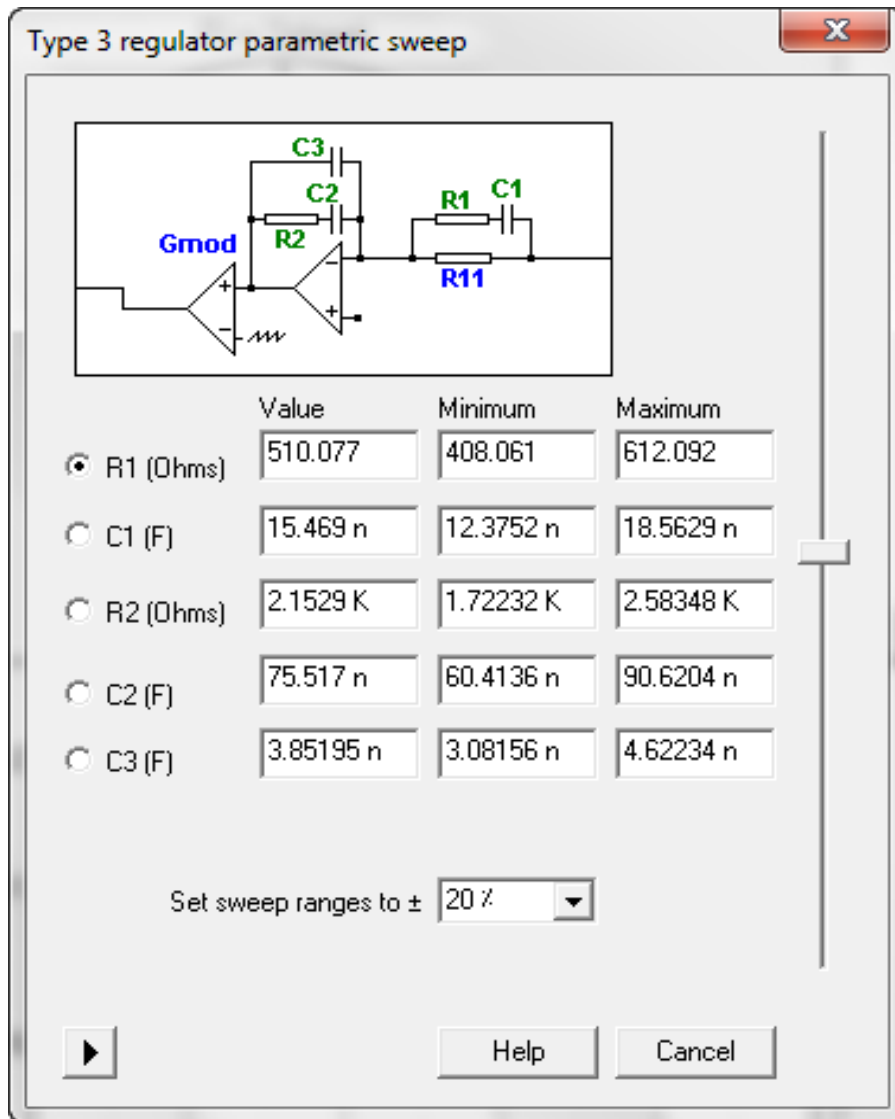 Type 3 regulator parametric sweep
C3
C2
R1 C1
Gmod R2
R11
Value Minimum Maximum
R1 (Ohms) 510.077 408.061 612.092
C1 (F) 15.469 n 12.3752 n 18.5629 n
R2 (Ohms) 2.1529 K 1.72232 K 2.58348 K
C2 (F) 75.517 n 60.4136 n 90.6204 n
C3 (F) 3.85195 n 3.08156 n 4.62234 n
Set sweep ranges to ± 20 %
Help Cancel